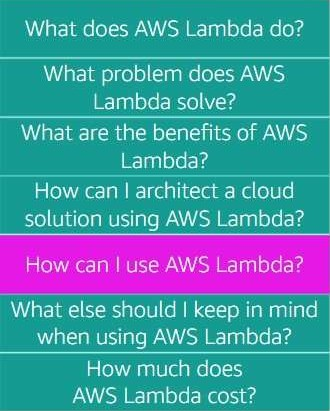 What does AWS Lambda do?
What problem does AWS
Lambda solve?
What are the benefits of AWS
Lambda?
How can I architect a cloud
solution using AWS Lambda?
How can I use AWS Lambda?
What else should I keep in mind
when using AWS Lambda?
How much does
AWS Lambda cost?